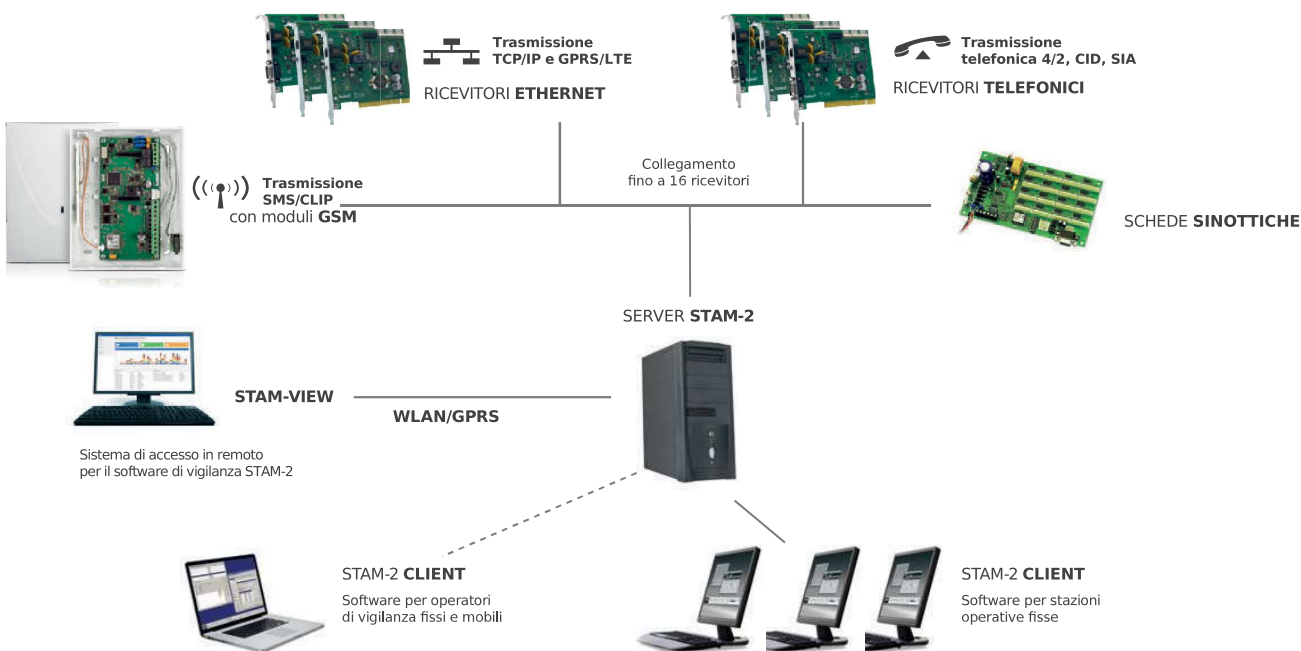 Trasmissione
TCP/IP e GPRS/LTE
RICEVITORI ETHERNET
Trasmissione
telefonica 4/2, CID, SIA
RICEVITORI TELEFONICI
Collegamento
fino a 16 ricevitori
Trasmissione
SMS/CLIP
con moduli GSM
SCHEDE SINOTTICHE
SERVER STAM-2
STAM-VIEW
WLAN/GPRS
Sistema di accesso in remoto
per il software di vigilanza STAM-2
STAM-2 CLIENT
Software per operatori
di vigilanza fissi e mobili
STAM-2 CLIENT
Software per stazioni
operative fisse